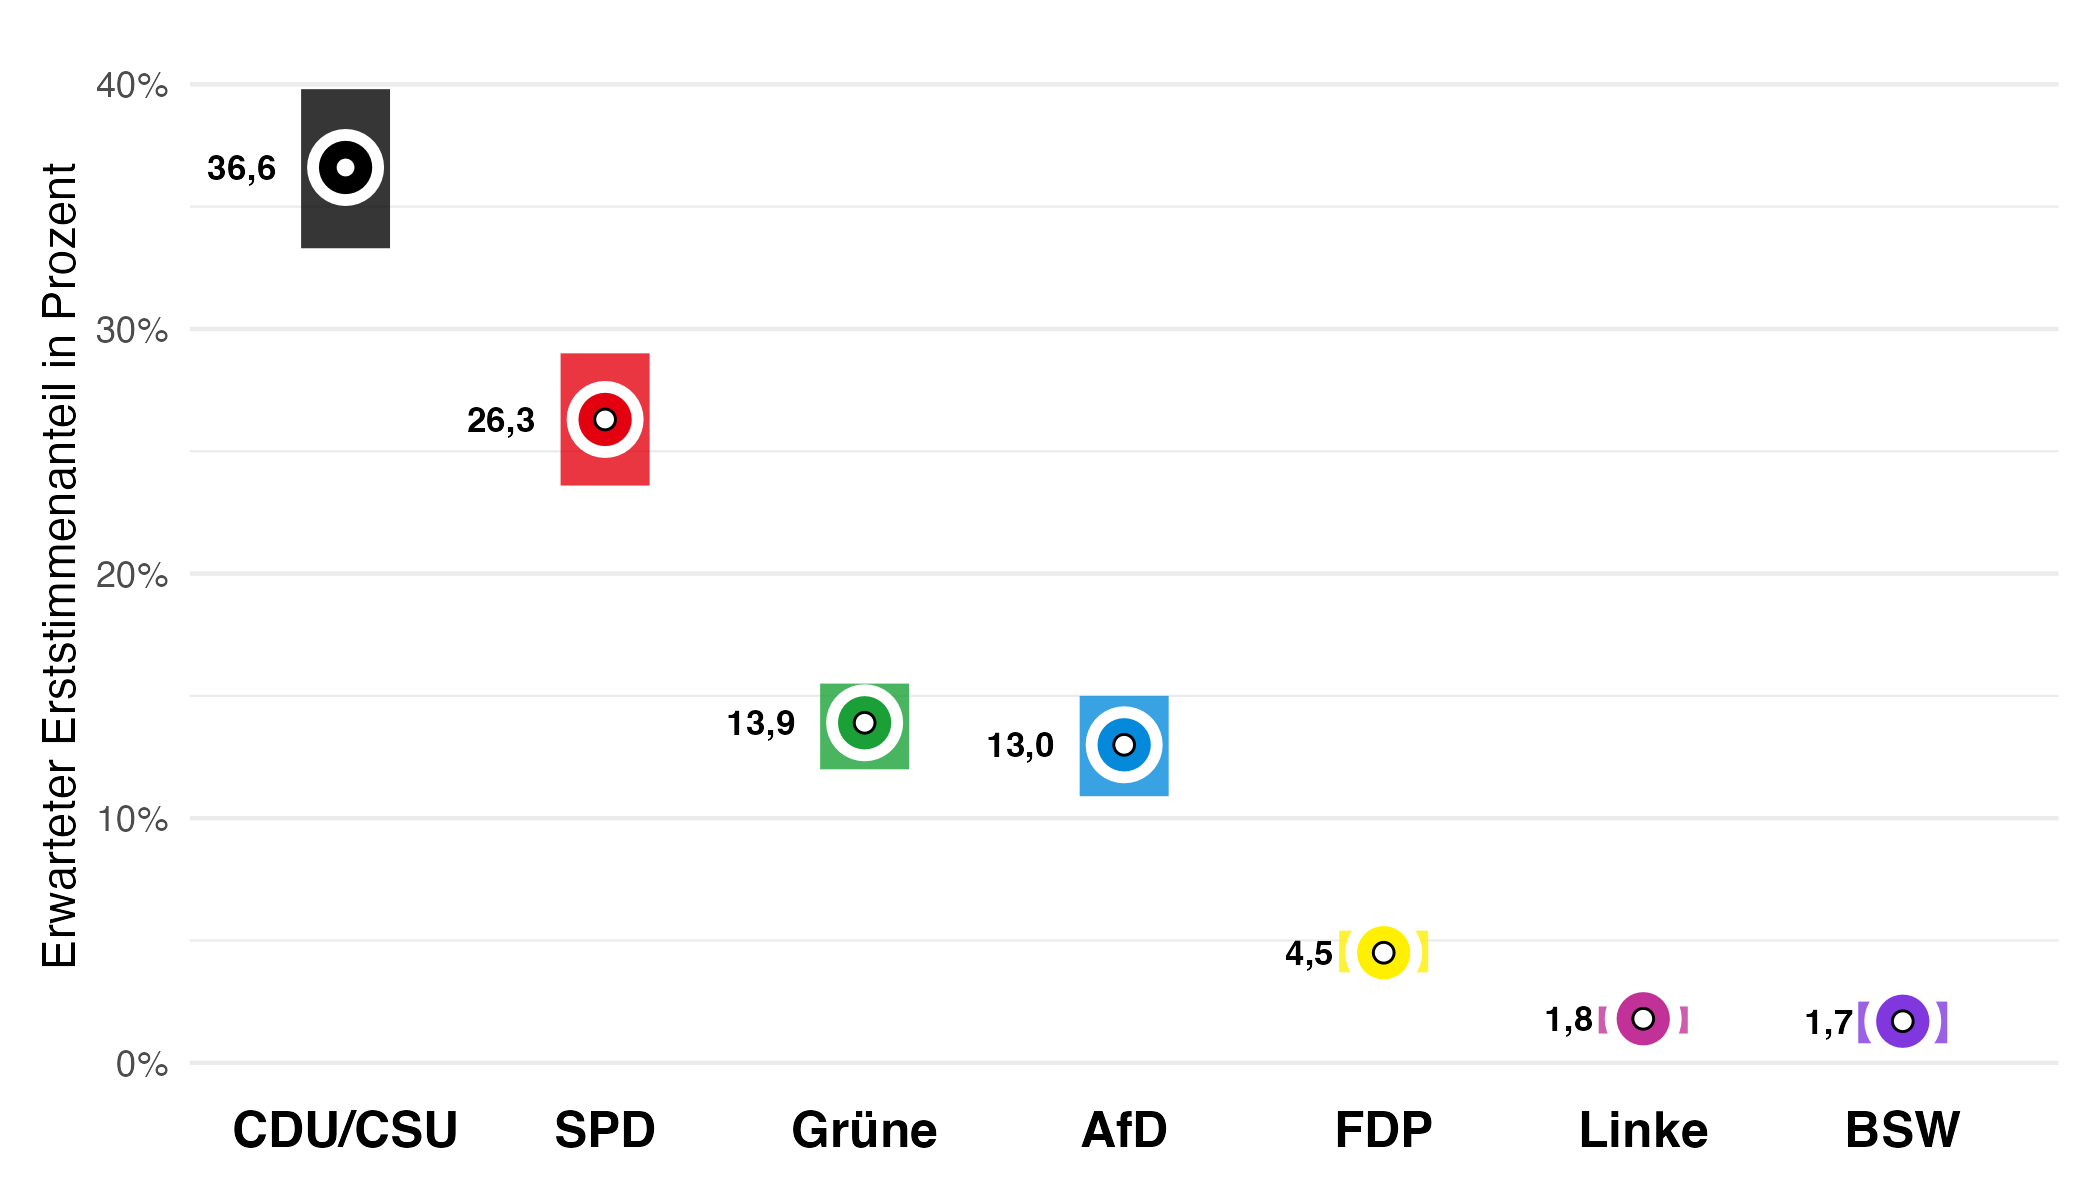 Erwarteter Erststimmenanteil in Prozent
40%
30%
20%
10%
0%
36,6
26,3
13,9
13,0
4,5
1,8
1,7
CDU/CSU
SPD
Grüne
AfD
FDP
Linke
BSW